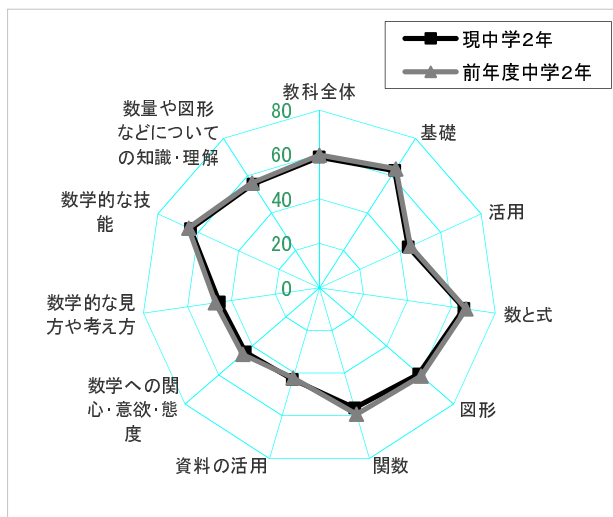 現中学2年
前年度中学2年
教科全体
基礎
活用
数と式
図形
関数
資料の活用
数学への関
心・意欲・態
度
数学的な見
方や考え方
数学的な技
能
数量や図形
などについて
の知識・理解
80
60
40
20
0